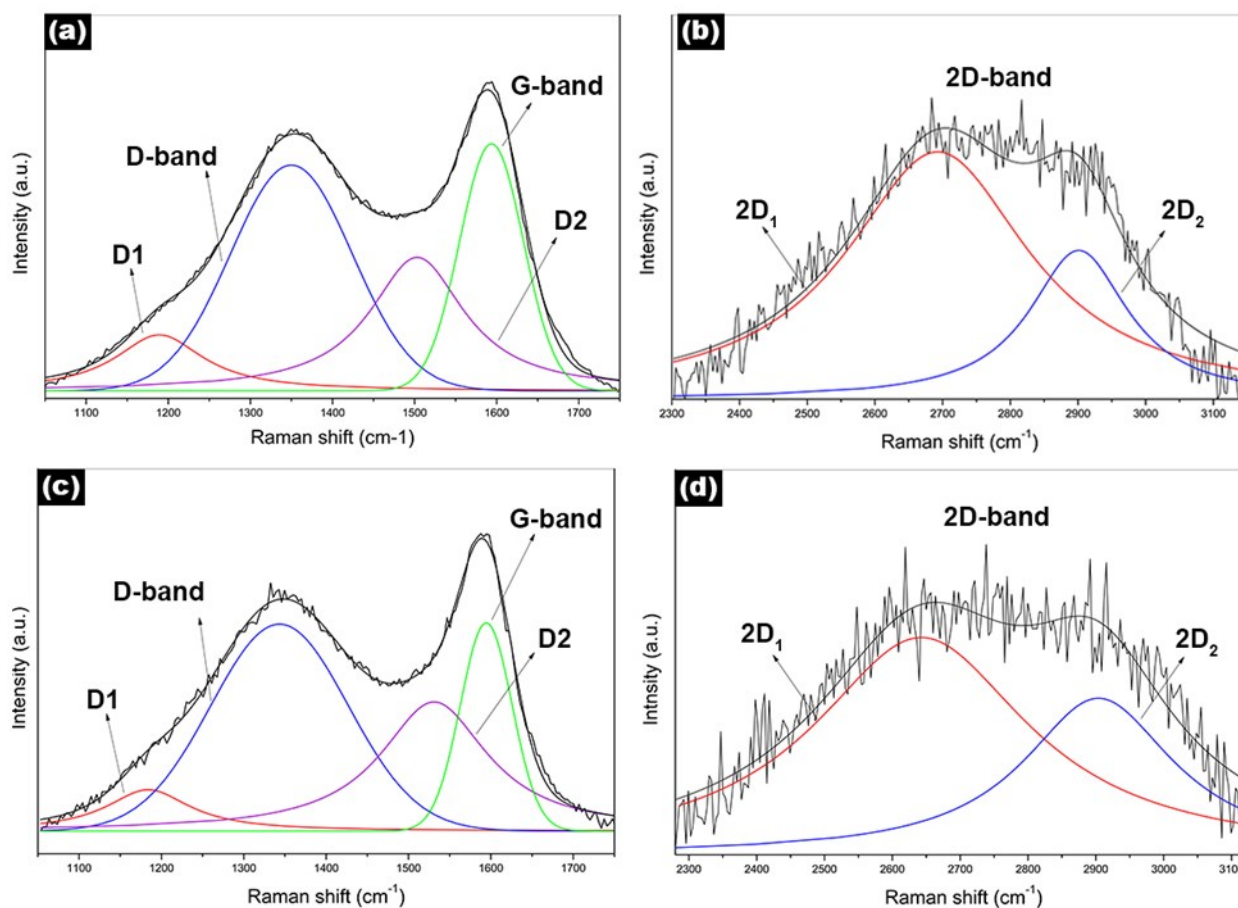 (a)
G-band
D-band
D1
D2
Intensity (a.u.)
1100 1200 1300 1400 1500 1600 1700
Raman shift (cm-1)
(b)
2D-band
2D₁
2D₂
Intensity (a.u.)
2300 2400 2500 2600 2700 2800 2900 3000 3100
Raman shift (cm⁻¹)
(c)
G-band
D-band
D2
D1
Intensity (a.u.)
1100 1200 1300 1400 1500 1600 1700
Raman shift (cm⁻¹)
(d)
2D-band
2D₁
2D₂
Intnsity (a.u.)
2300 2400 2500 2600 2700 2800 2900 3000 3100
Raman shift (cm⁻¹)